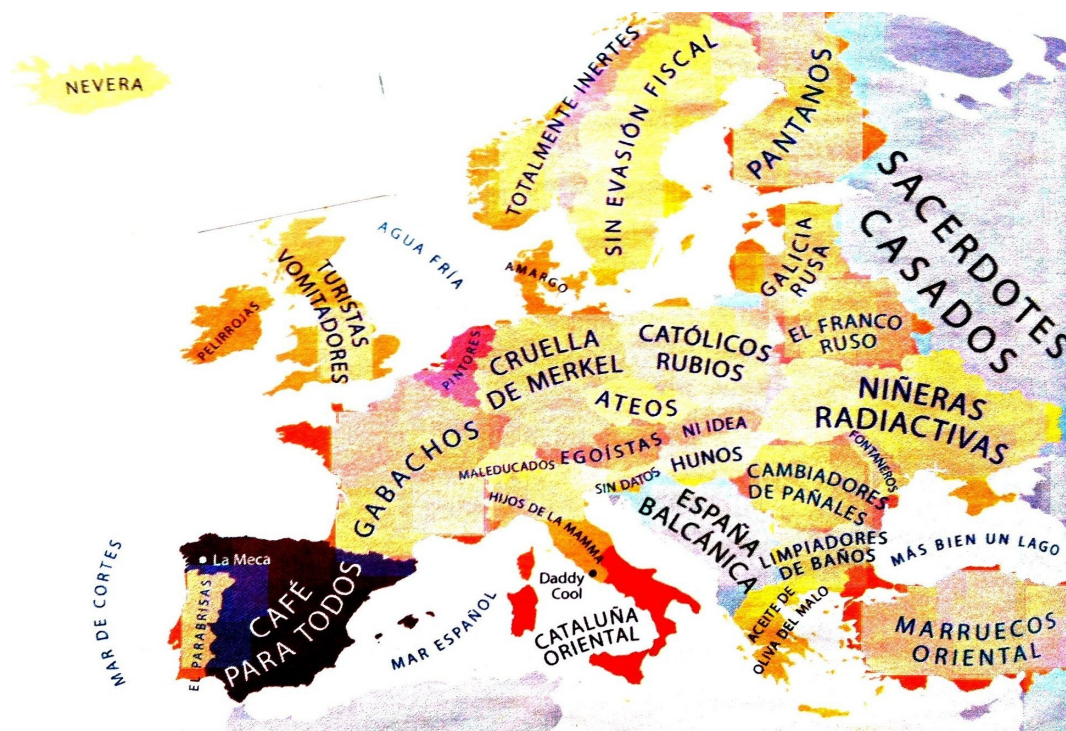 NEVERA
TOTALMENTE INERTES
SIN EVASIÓN FISCAL
PANTANOS
SACERDOTES
CASADOS
AGUA FRÍA
AMARGO
GALICIA
RUSA
TURISTAS
VOMITADORES
PELIRROJAS
PINTORES
CRUELLA
DE MERKEL
CATÓLICOS
RUBIOS
EL FRANCO
RUSO
ATEOS
NIÑERAS
RADIACTIVAS
GABACHOS
MALEDUCADOS
EGOÍSTAS
NI IDEA
SIN DATOS
HUNOS
FONTANEROS
CAMBIADORES
DE PAÑALES
HIJOS DE LA MAMMA
ESPAÑA
BALCÁNICA
LIMPIADORES
DE BAÑOS
MÁS BIEN UN LAGO
MAR DE CORTES
La Meca
EL PARABRISAS
CAFÉ
PARA TODOS
MAR ESPAÑOL
Daddy
Cool
CATALUÑA
ORIENTAL
ACEITE DE
OLIVA DEL MALO
MARRUECOS
ORIENTAL